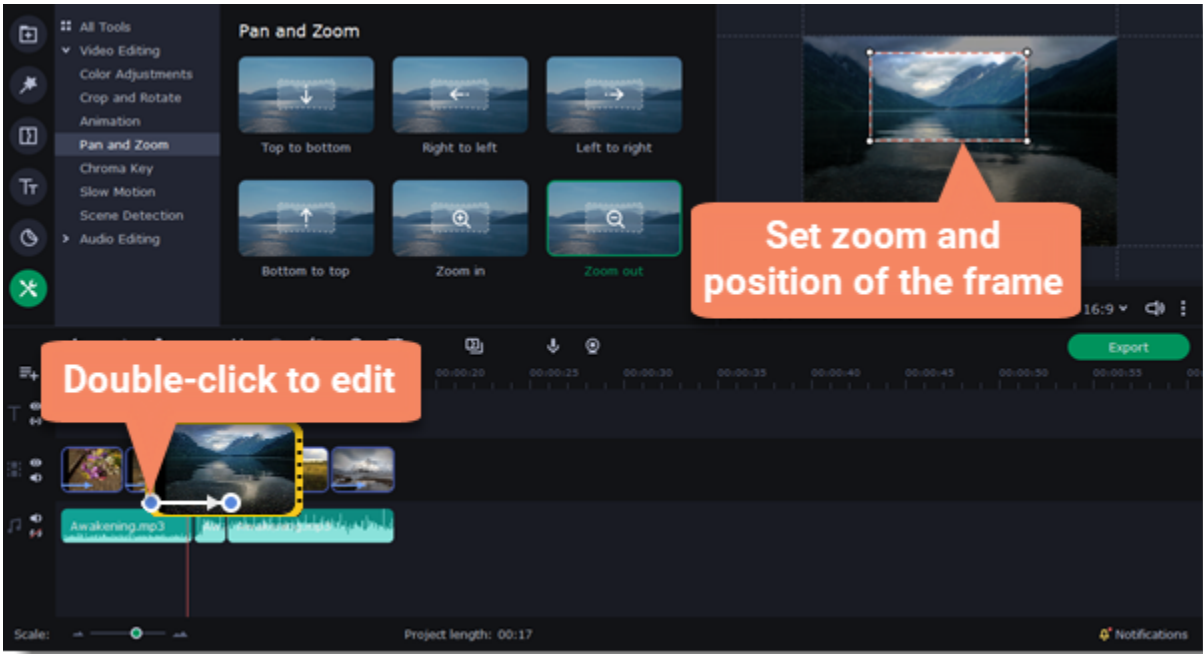 All Tools
Video Editing
Color Adjustments
Crop and Rotate
Animation
Pan and Zoom
Chroma Key
Slow Motion
Scene Detection
Audio Editing
Pan and Zoom
Top to bottom
Right to left
Left to right
Bottom to top
Zoom in
Zoom out
Set zoom and
position of the frame
16:9
Export
Double-click to edit
00:00:20
00:00:25
00:00:30
00:00:35
00:00:40
00:00:45
00:00:50
00:00:55
Awakening.mp3
Scale:
Project length: 00:17
Notifications